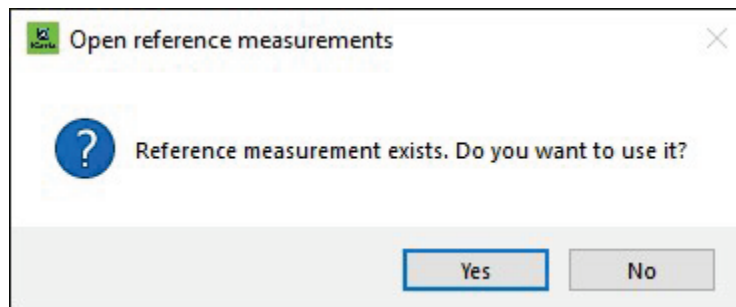 Open reference measurements
Reference measurement exists. Do you want to use it?
Yes
No